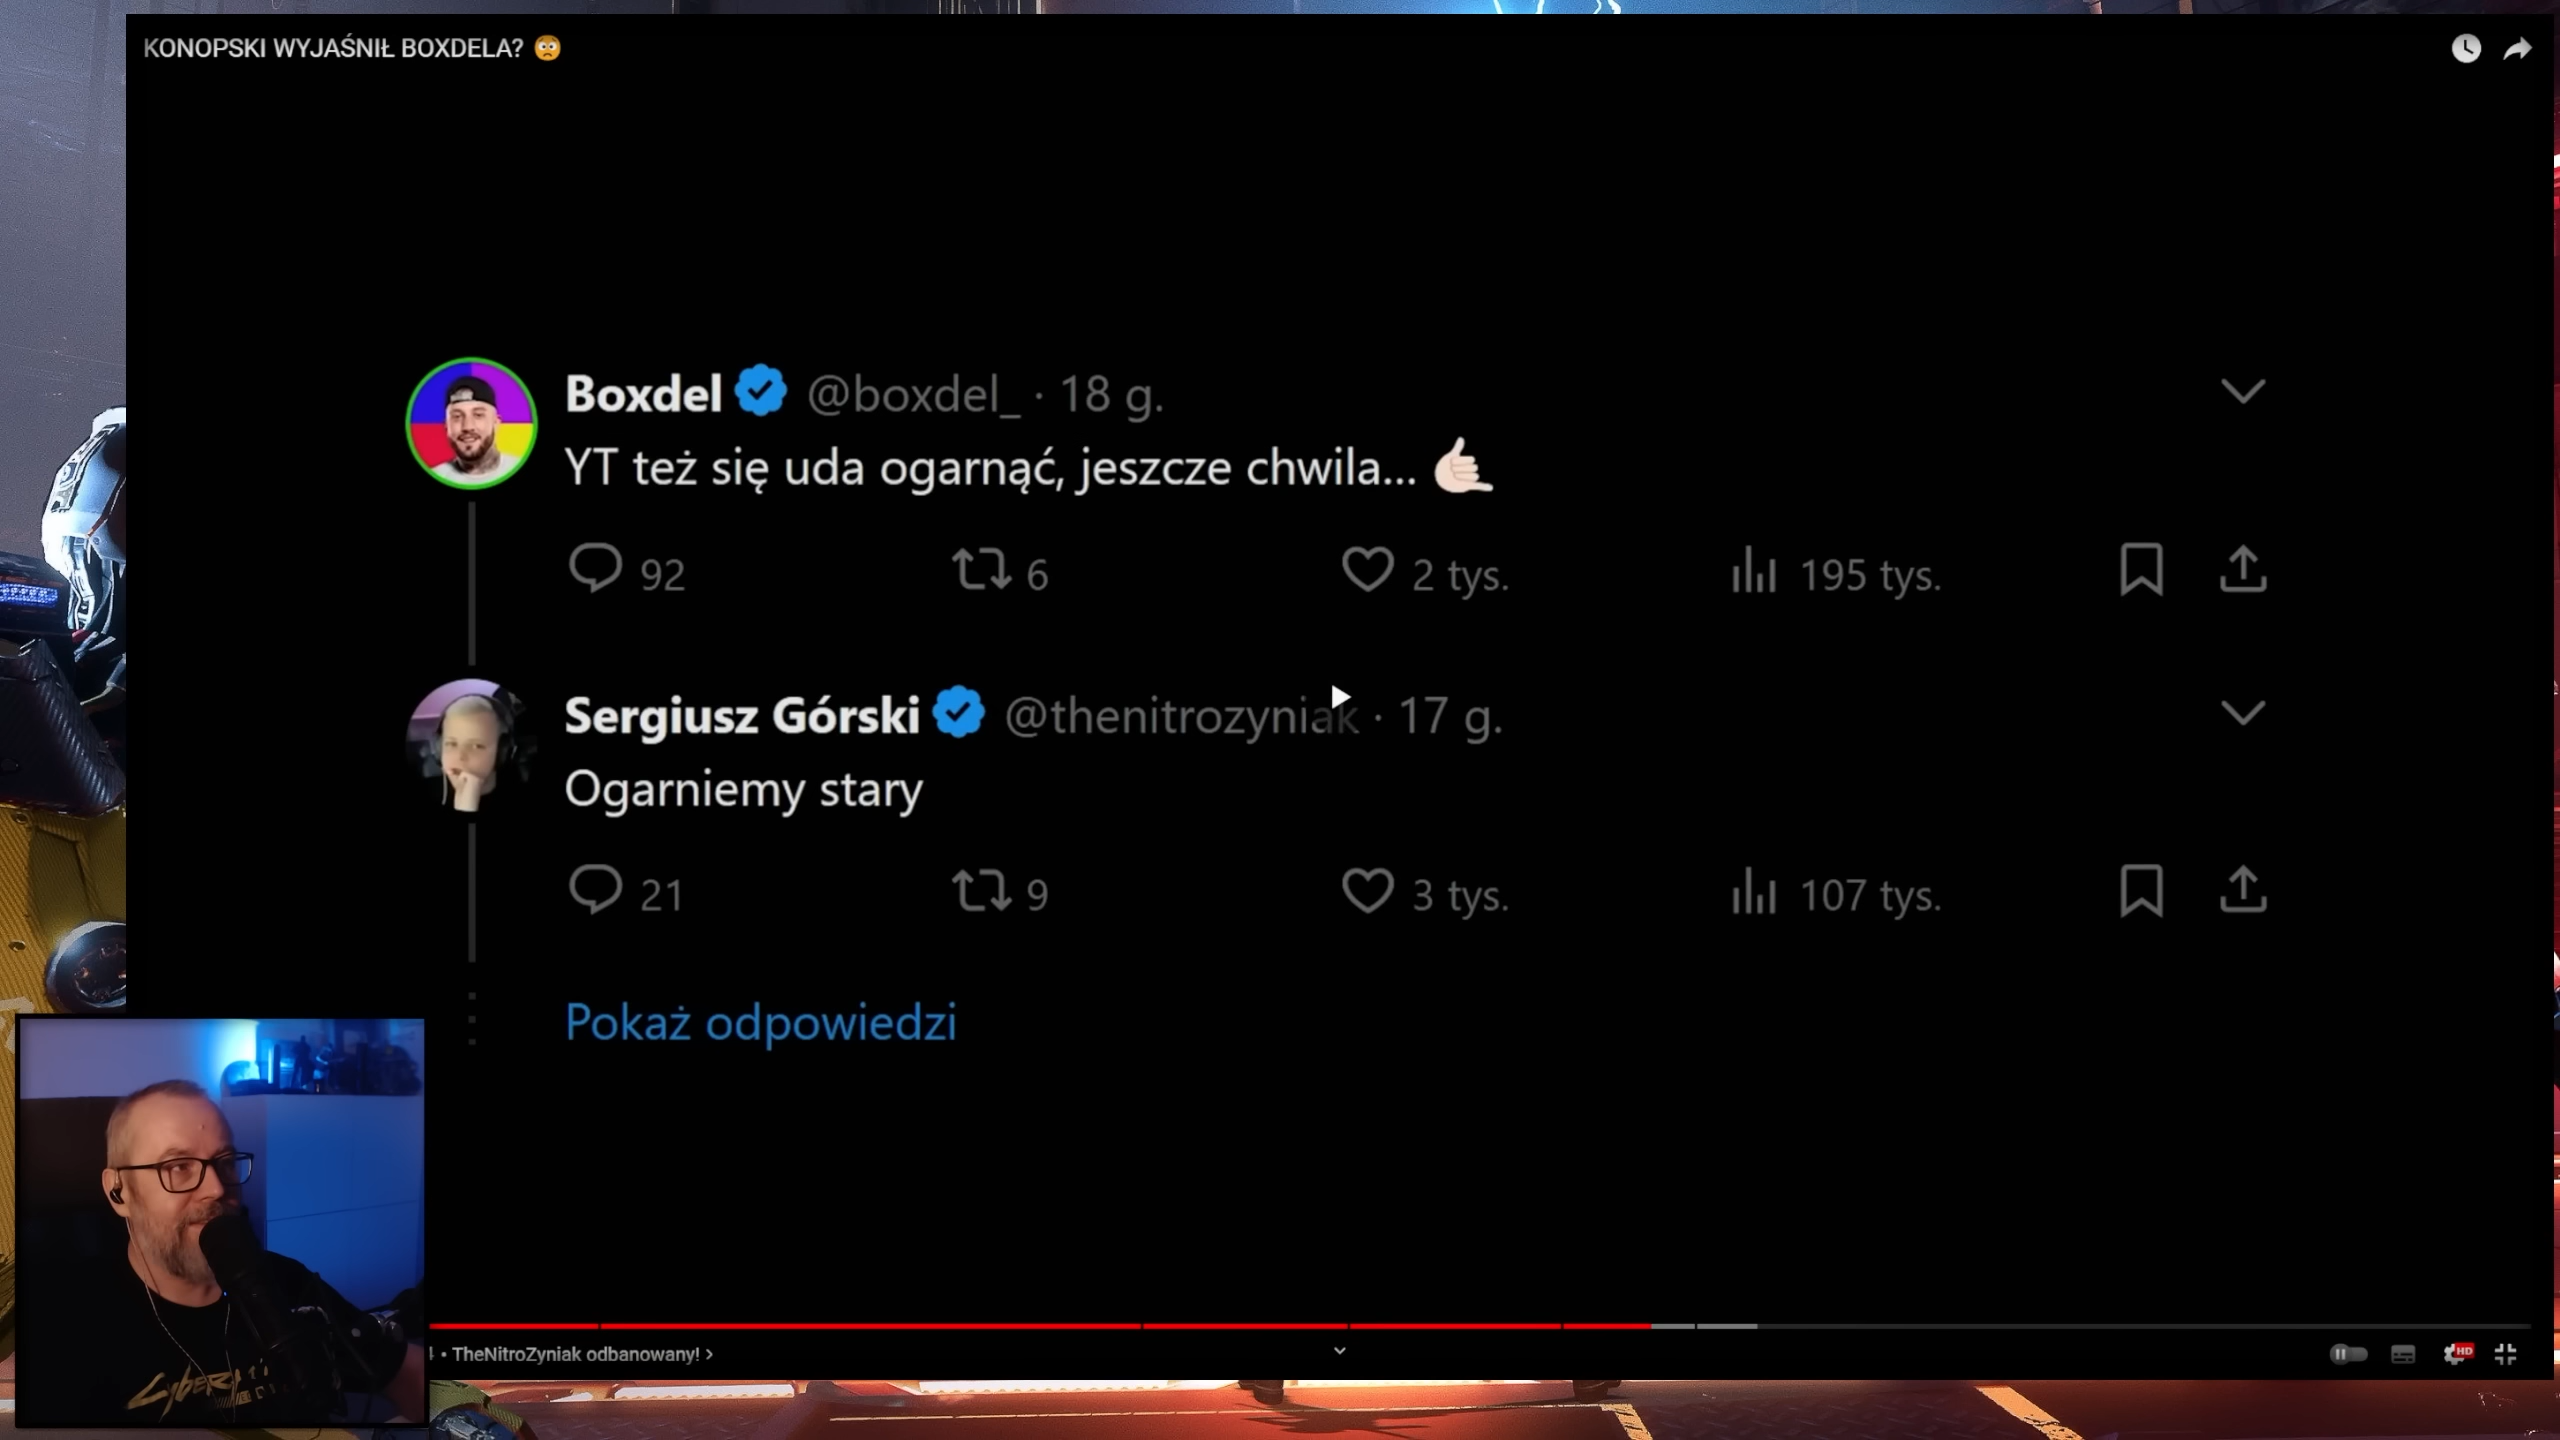 KONOPSKI WYJAŚNIŁ BOXDELA? 😳
Boxdel @boxdel_ · 18 g.
YT też się uda ogarnąć, jeszcze chwila... 🤙🏻
92 6 2 tys. 195 tys.
Sergiusz Górski @thenitrozyniak · 17 g.
Ogarniemy stary
21 9 3 tys. 107 tys.
Pokaż odpowiedzi
• TheNitroZyniak odbanowany! ›
HD